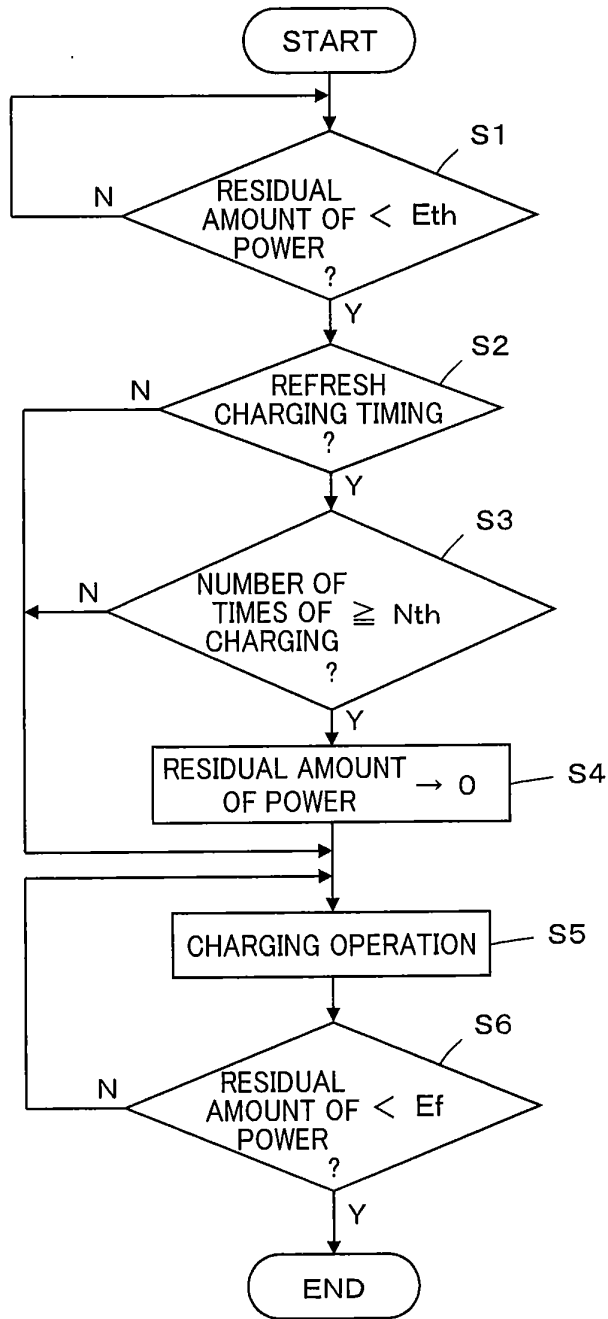 START
S1
N
RESIDUAL
AMOUNT OF < Eth
POWER
?
Y
S2
N
REFRESH
CHARGING TIMING
?
Y
S3
N
NUMBER OF
TIMES OF ≧ Nth
CHARGING
?
Y
RESIDUAL AMOUNT
OF POWER → 0
S4
CHARGING OPERATION
S5
S6
N
RESIDUAL
AMOUNT OF < Ef
POWER
?
Y
END